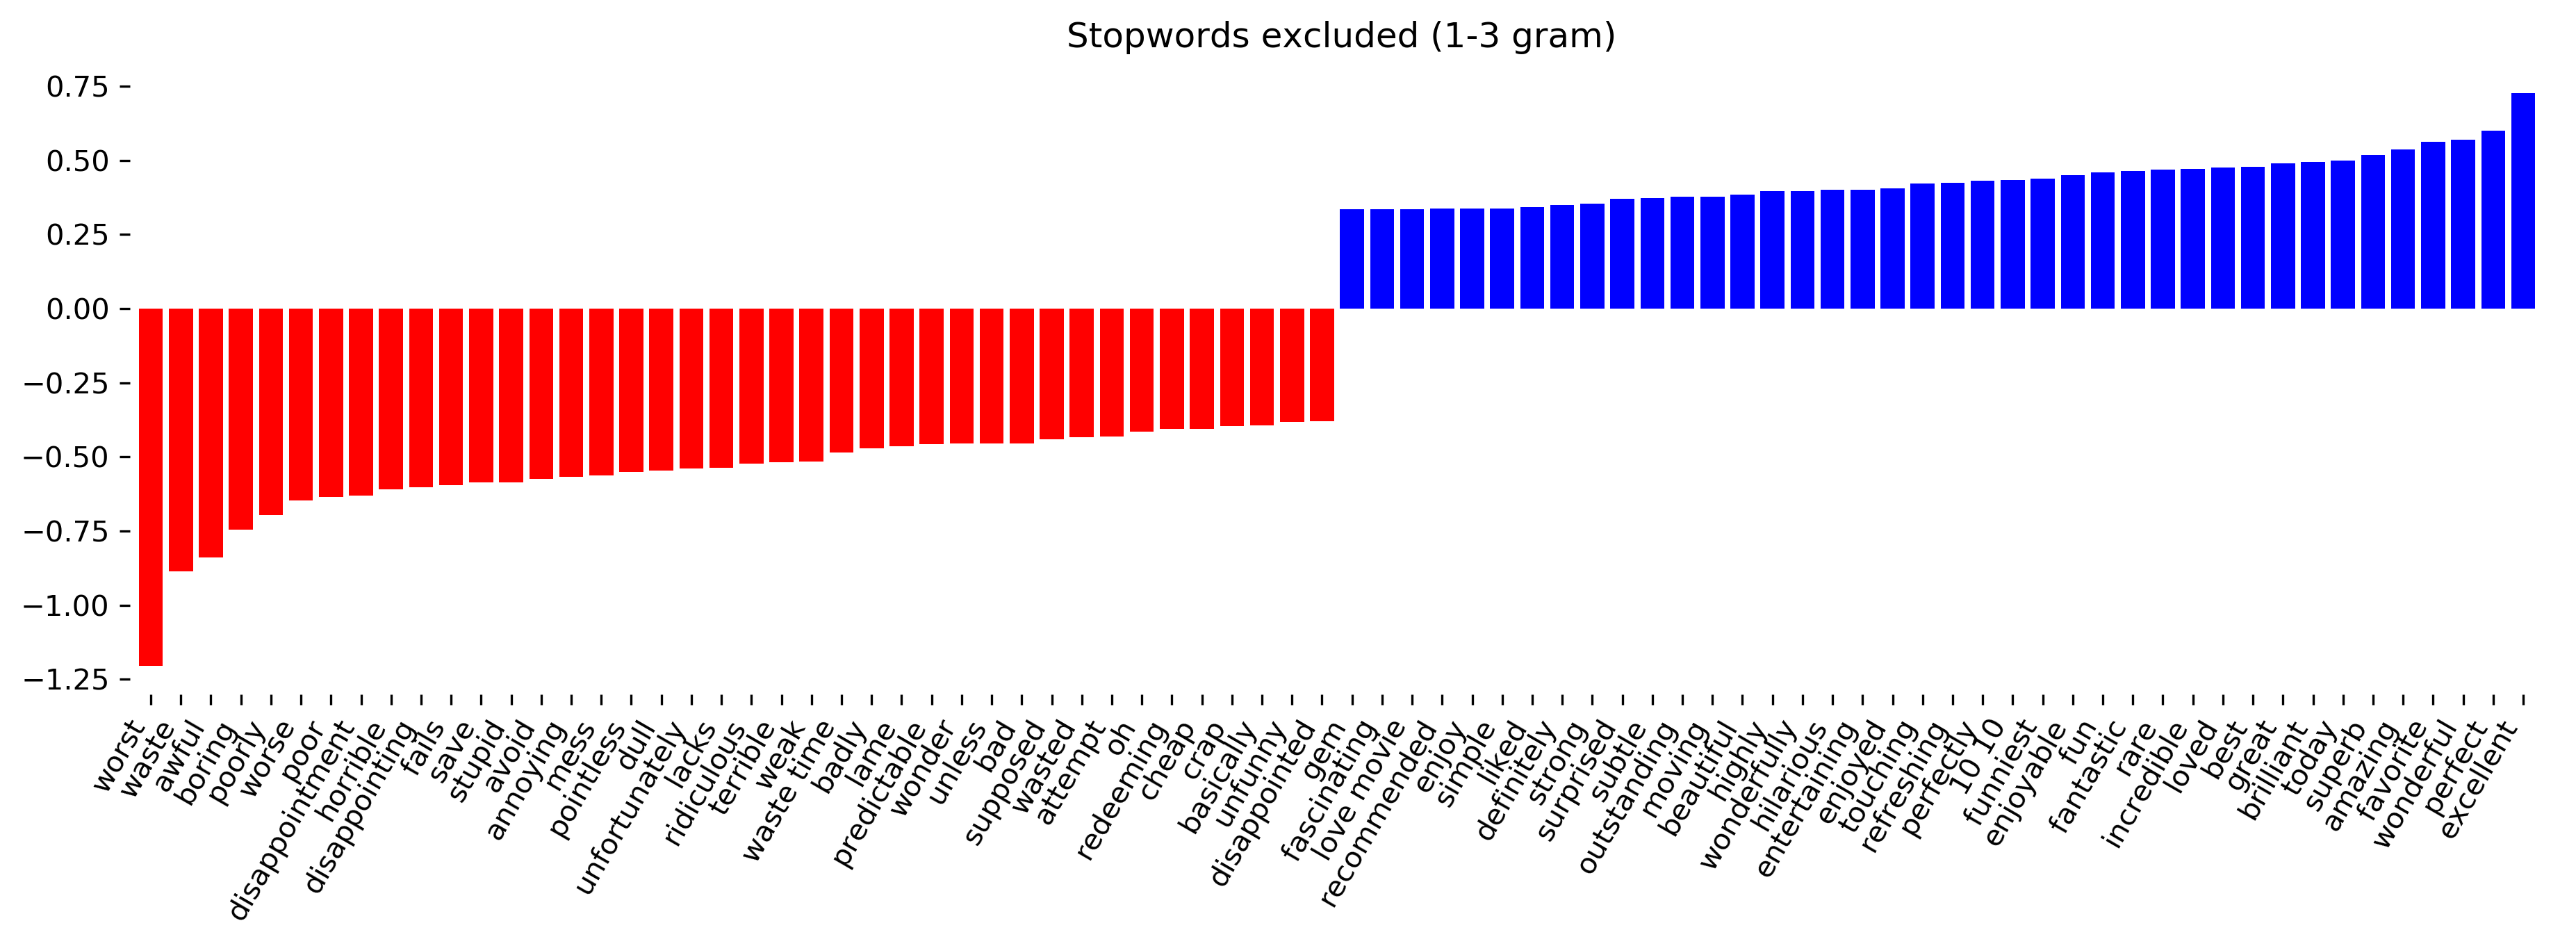 Stopwords excluded (1-3 gram)
0.75
0.50
0.25
0.00
−0.25
−0.50
−0.75
−1.00
−1.25
worst
waste
awful
boring
poorly
worse
poor
disappointment
horrible
disappointing
fails
save
stupid
avoid
annoying
mess
pointless
dull
unfortunately
lacks
ridiculous
terrible
weak
waste time
badly
lame
predictable
wonder
unless
bad
supposed
wasted
attempt
oh
redeeming
cheap
crap
basically
unfunny
disappointed
gem
fascinating
love movie
recommended
enjoy
simple
liked
definitely
strong
surprised
subtle
outstanding
moving
beautiful
highly
wonderfully
hilarious
entertaining
enjoyed
touching
refreshing
perfectly
10 10
funniest
enjoyable
fun
fantastic
rare
incredible
loved
best
great
brilliant
today
superb
amazing
favorite
wonderful
perfect
excellent